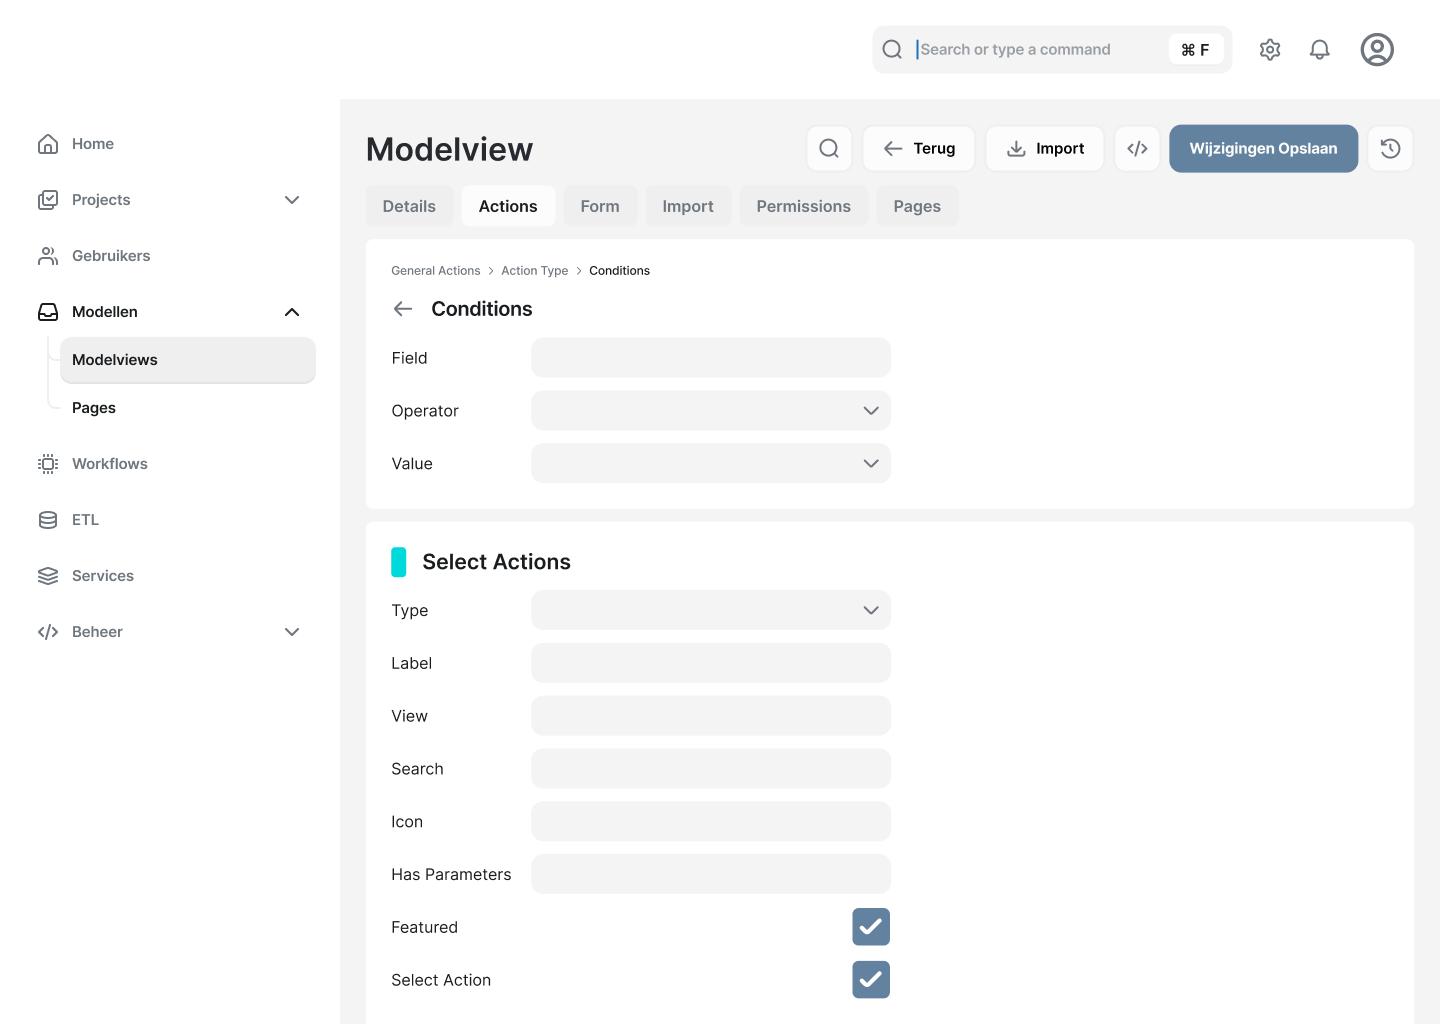 Search or type a command
⌘ F
Home
Projects
Gebruikers
Modellen
Modelviews
Pages
Workflows
ETL
Services
Beheer
Modelview
Terug
Import
Wijzigingen Opslaan
Details
Actions
Form
Import
Permissions
Pages
General Actions > Action Type > Conditions
Conditions
Field
Operator
Value
Select Actions
Type
Label
View
Search
Icon
Has Parameters
Featured
Select Action